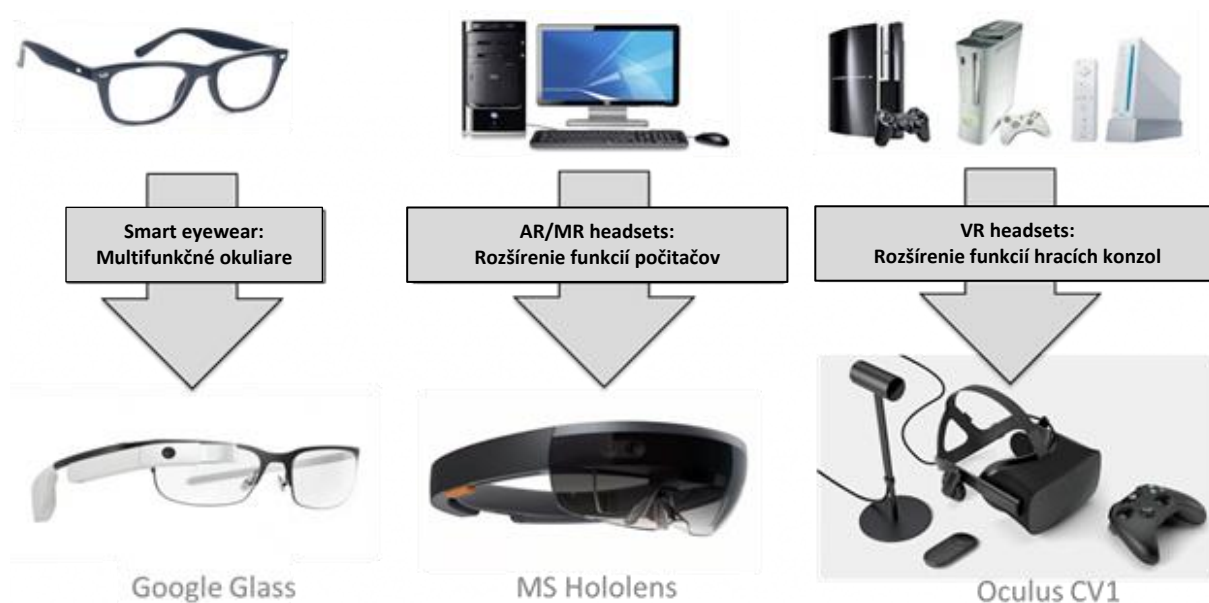 Smart eyewear:
Multifunkčné okuliare
AR/MR headsets:
Rozšírenie funkcií počitačov
VR headsets:
Rozšírenie funkcií hracích konzol
Google Glass
MS Hololens
Oculus CV1